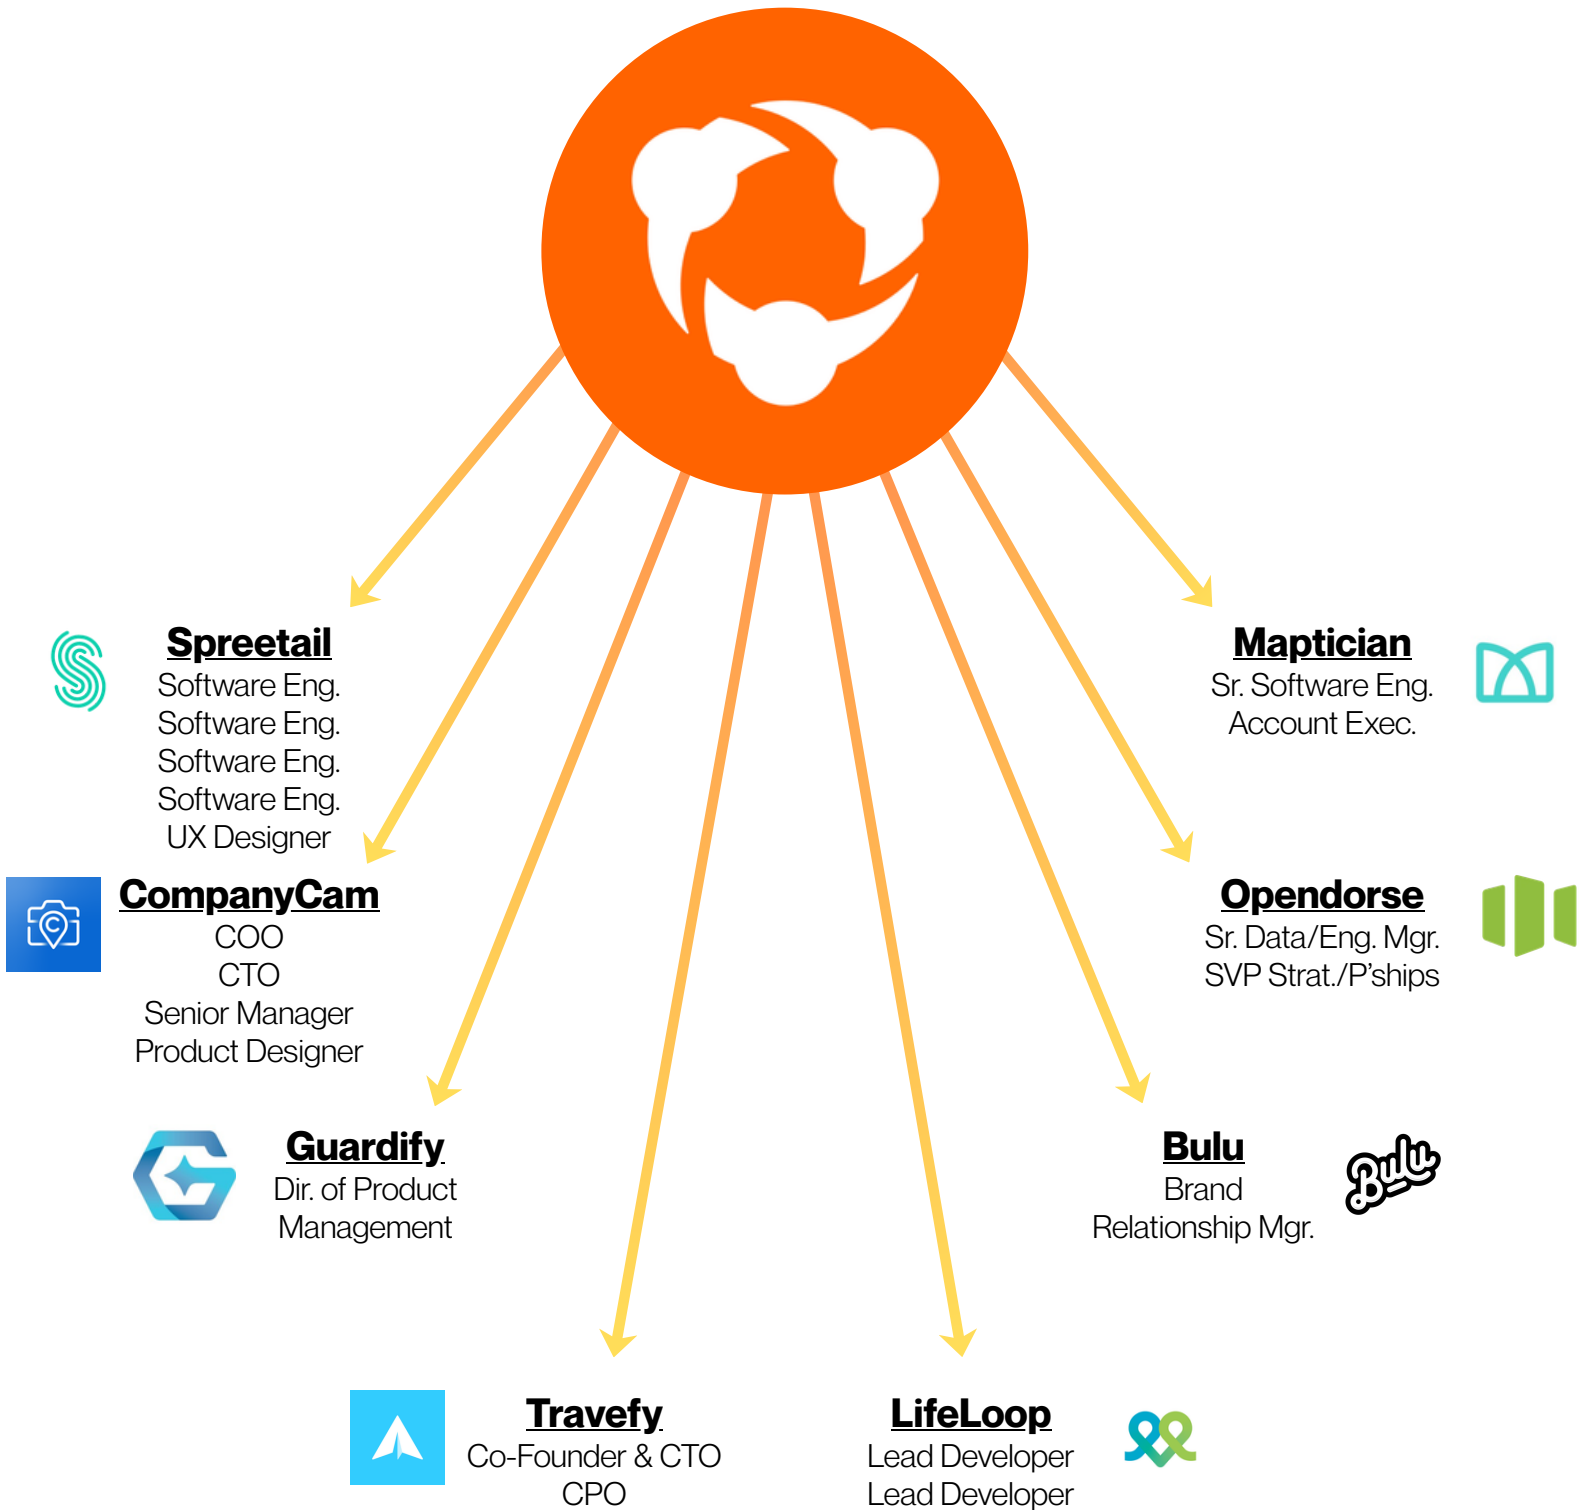 Spreetail
Software Eng.
Software Eng.
Software Eng.
Software Eng.
UX Designer
Maptician
Sr. Software Eng.
Account Exec.
CompanyCam
COO
CTO
Senior Manager
Product Designer
C
Opendorse
Sr. Data/Eng. Mgr.
SVP Strat./P'ships
Guardify
Dir. of Product
Management
Bulu
Brand
Relationship Mgr.
Bulu
Travefy
Co-Founder & CTO
CPO
LifeLoop
Lead Developer
Lead Developer